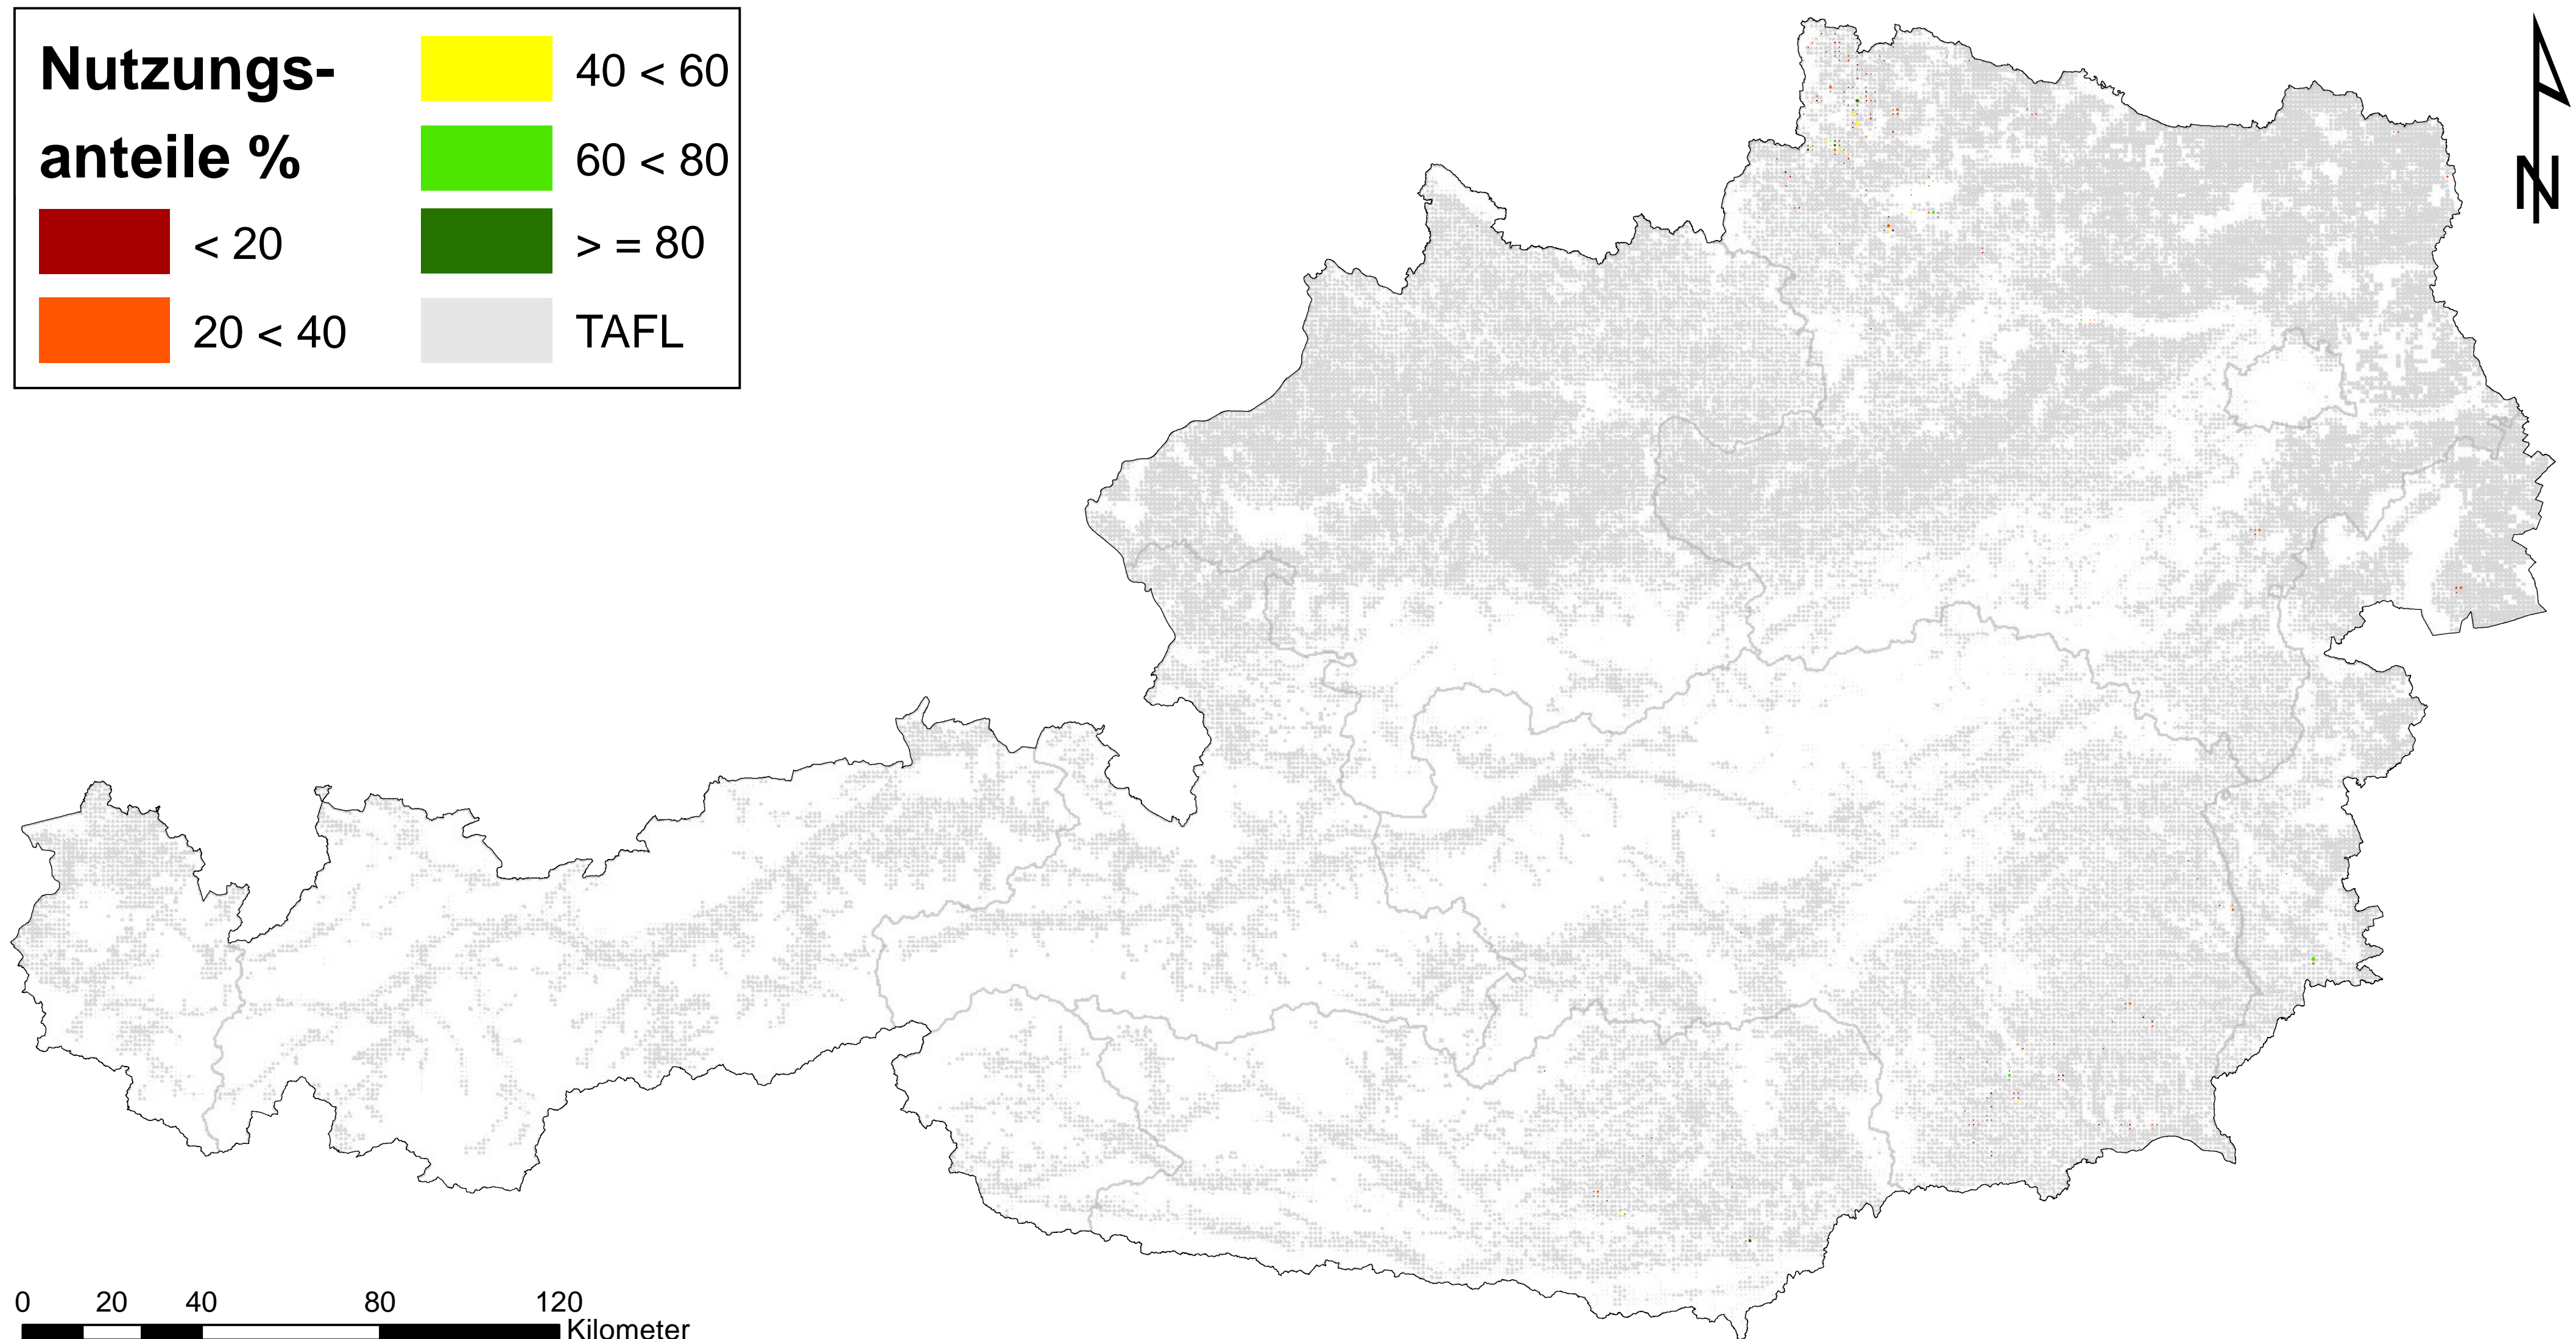 Nutzungs-
anteile %
< 20
20 < 40
40 < 60
60 < 80
> = 80
TAFL
N
0 20 40 80 120
Kilometer